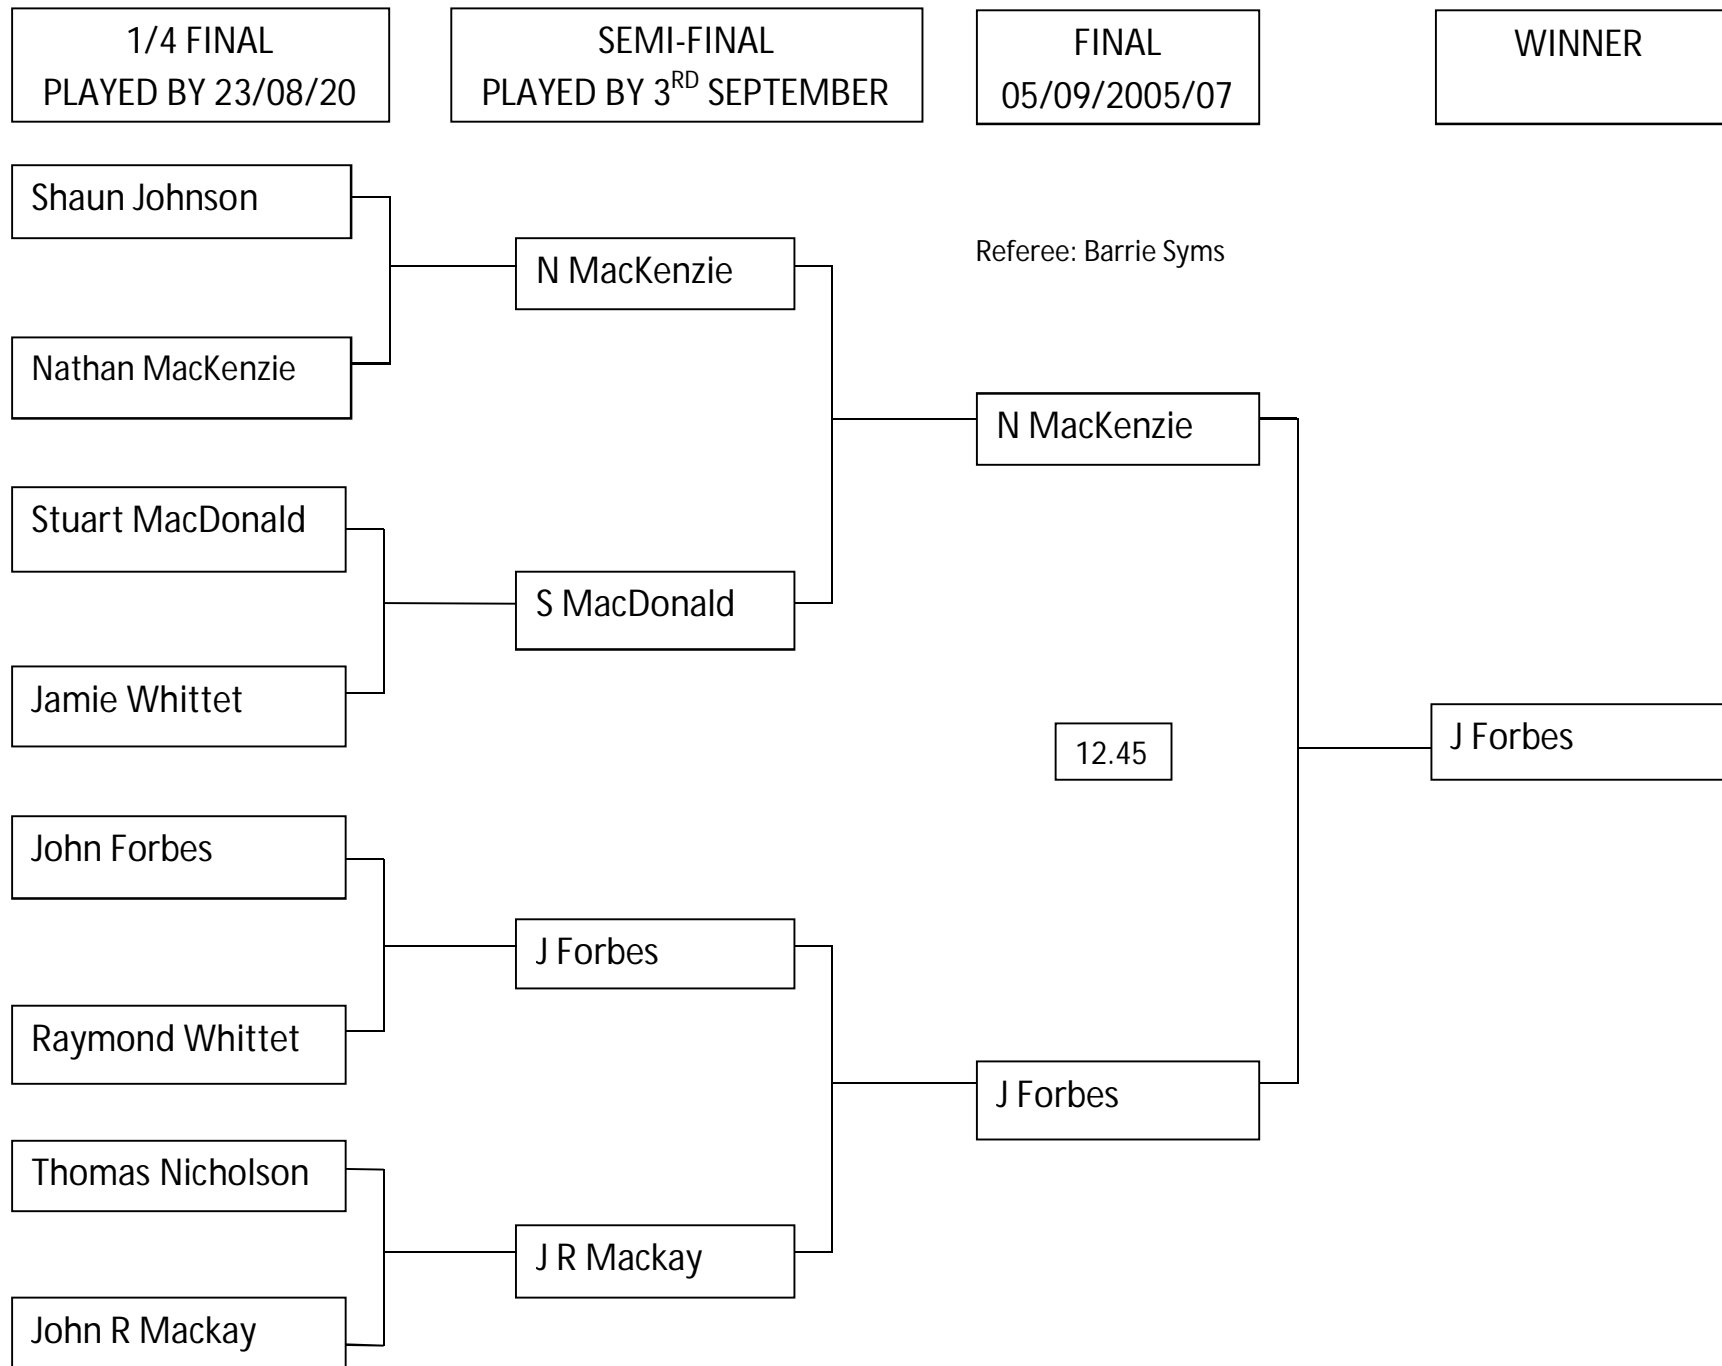 1/4 FINAL
PLAYED BY 23/08/20
SEMI-FINAL
PLAYED BY 3RD SEPTEMBER
FINAL
05/09/2005/07
WINNER
Shaun Johnson
Nathan MacKenzie
Stuart MacDonald
Jamie Whittet
John Forbes
Raymond Whittet
Thomas Nicholson
John R Mackay
N MacKenzie
S MacDonald
J Forbes
J R Mackay
Referee: Barrie Syms
N MacKenzie
12.45
J Forbes
J Forbes